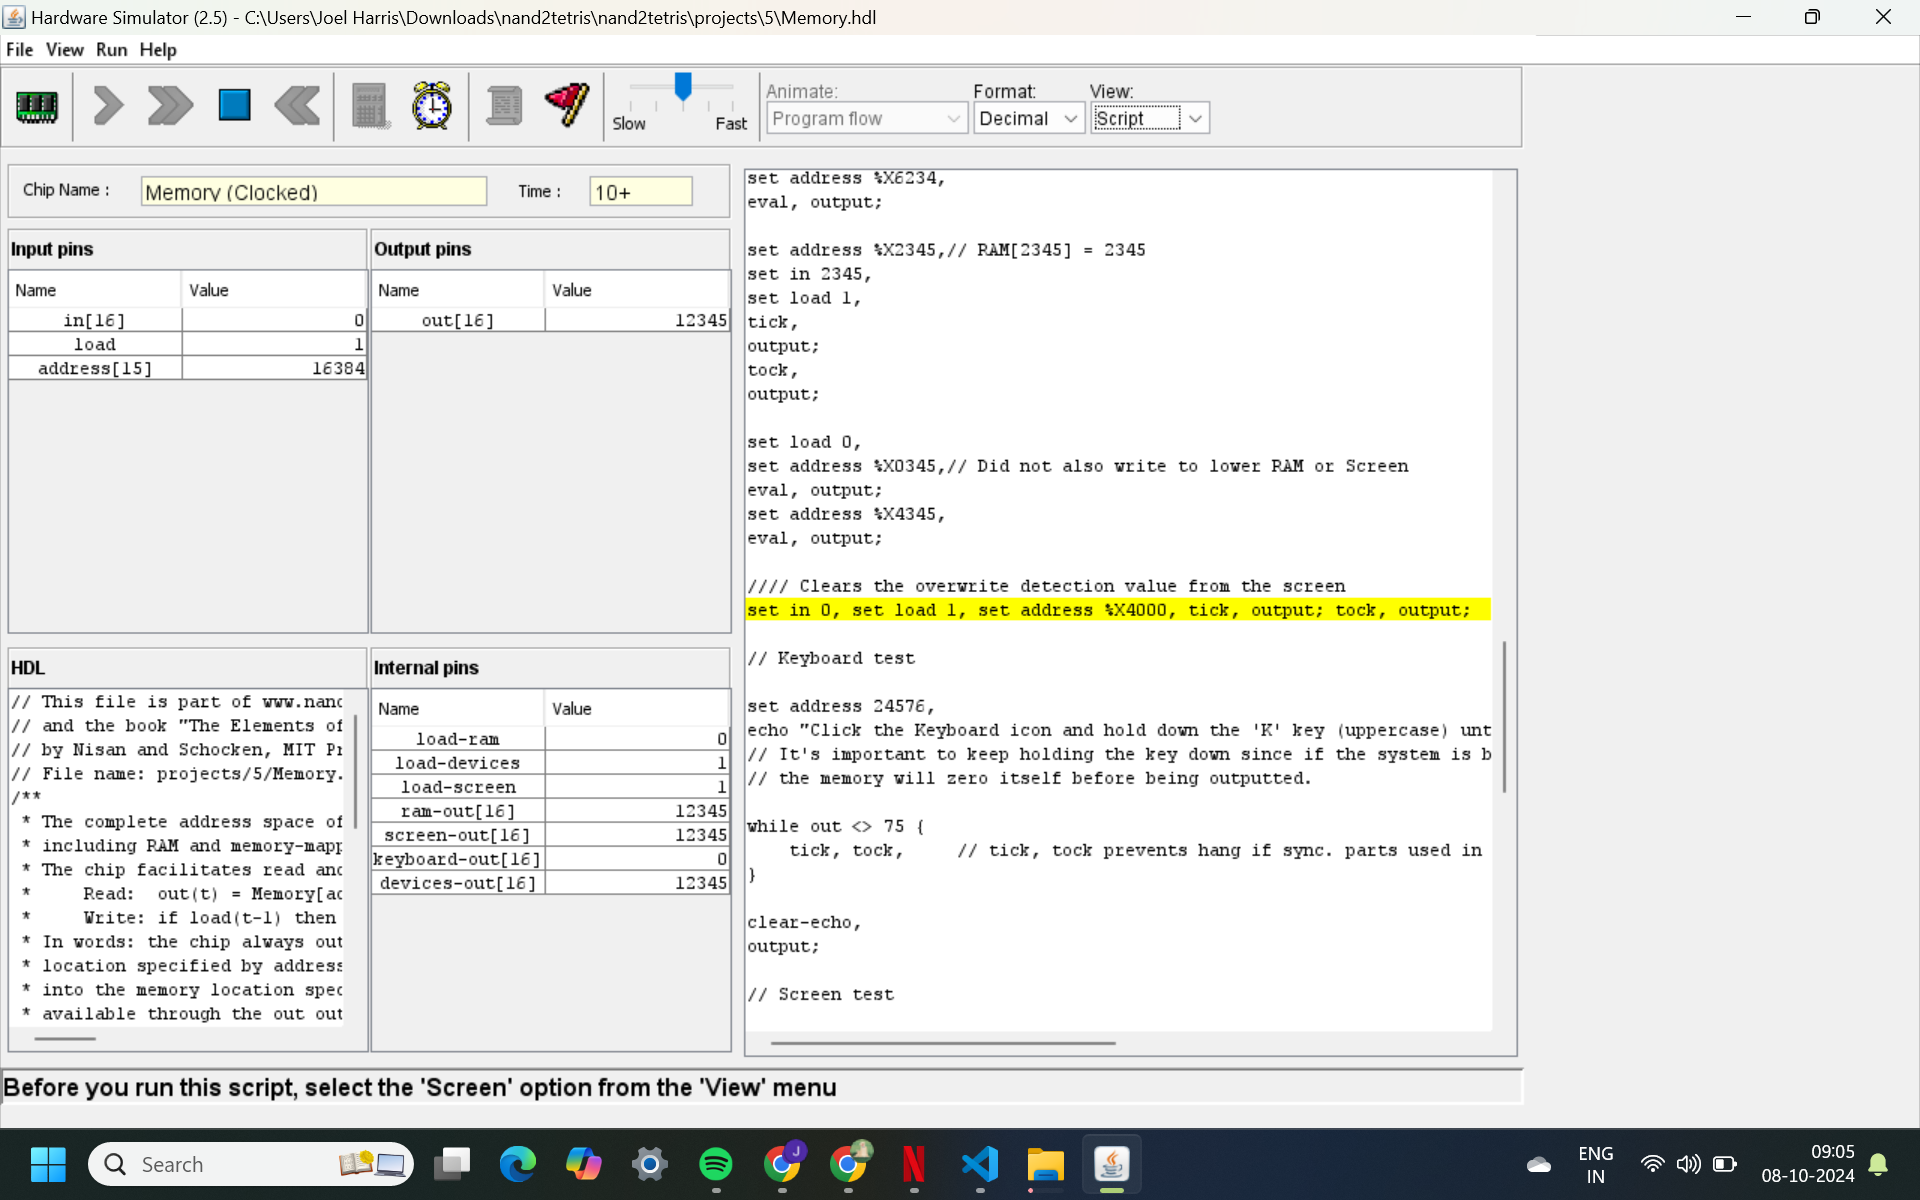 Hardware Simulator (2.5) - C:\Users\Joel Harris\Downloads\nand2tetris\nand2tetris\projects\5\Memory.hdl
File View Run Help
Slow Fast
Animate:
Program flow
Format:
Decimal
View:
Script
Chip Name :
Memory (Clocked)
Time :
10+
Input pins
Name Value
in[16] 0
load 1
address[15] 16384
Output pins
Name Value
out[16] 12345
HDL
// This file is part of www.nand
// and the book "The Elements of
// by Nisan and Schocken, MIT Pr
// File name: projects/5/Memory.
/**
* The complete address space of
* including RAM and memory-mapp
* The chip facilitates read and
* Read: out(t) = Memory[ad
* Write: if load(t-1) then
* In words: the chip always out
* location specified by address
* into the memory location spec
* available through the out out
Internal pins
Name Value
load-ram 0
load-devices 1
load-screen 1
ram-out[16] 12345
screen-out[16] 12345
keyboard-out[16] 0
devices-out[16] 12345
set address %X6234,
eval, output;
set address %X2345,// RAM[2345] = 2345
set in 2345,
set load 1,
tick,
output;
tock,
output;
set load 0,
set address %X0345,// Did not also write to lower RAM or Screen
eval, output;
set address %X4345,
eval, output;
//// Clears the overwrite detection value from the screen
set in 0, set load 1, set address %X4000, tick, output; tock, output;
// Keyboard test
set address 24576,
echo "Click the Keyboard icon and hold down the 'K' key (uppercase) unt
// It's important to keep holding the key down since if the system is b
// the memory will zero itself before being outputted.
while out <> 75 {
tick, tock, // tick, tock prevents hang if sync. parts used in
}
clear-echo,
output;
// Screen test
Before you run this script, select the 'Screen' option from the 'View' menu
Search
J
N
ENG
IN
09:05
08-10-2024